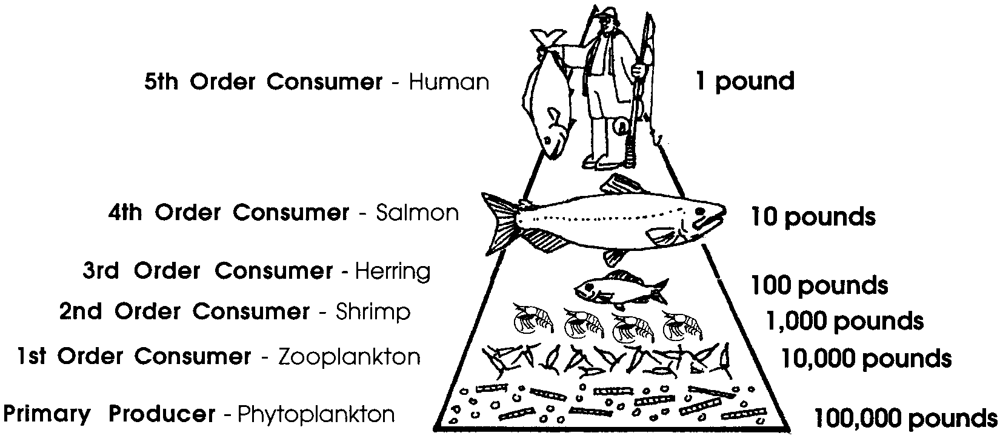 5th Order Consumer - Human 1 pound
4th Order Consumer - Salmon 10 pounds
3rd Order Consumer - Herring 100 pounds
2nd Order Consumer - Shrimp 1,000 pounds
1st Order Consumer - Zooplankton 10,000 pounds
Primary Producer - Phytoplankton 100,000 pounds